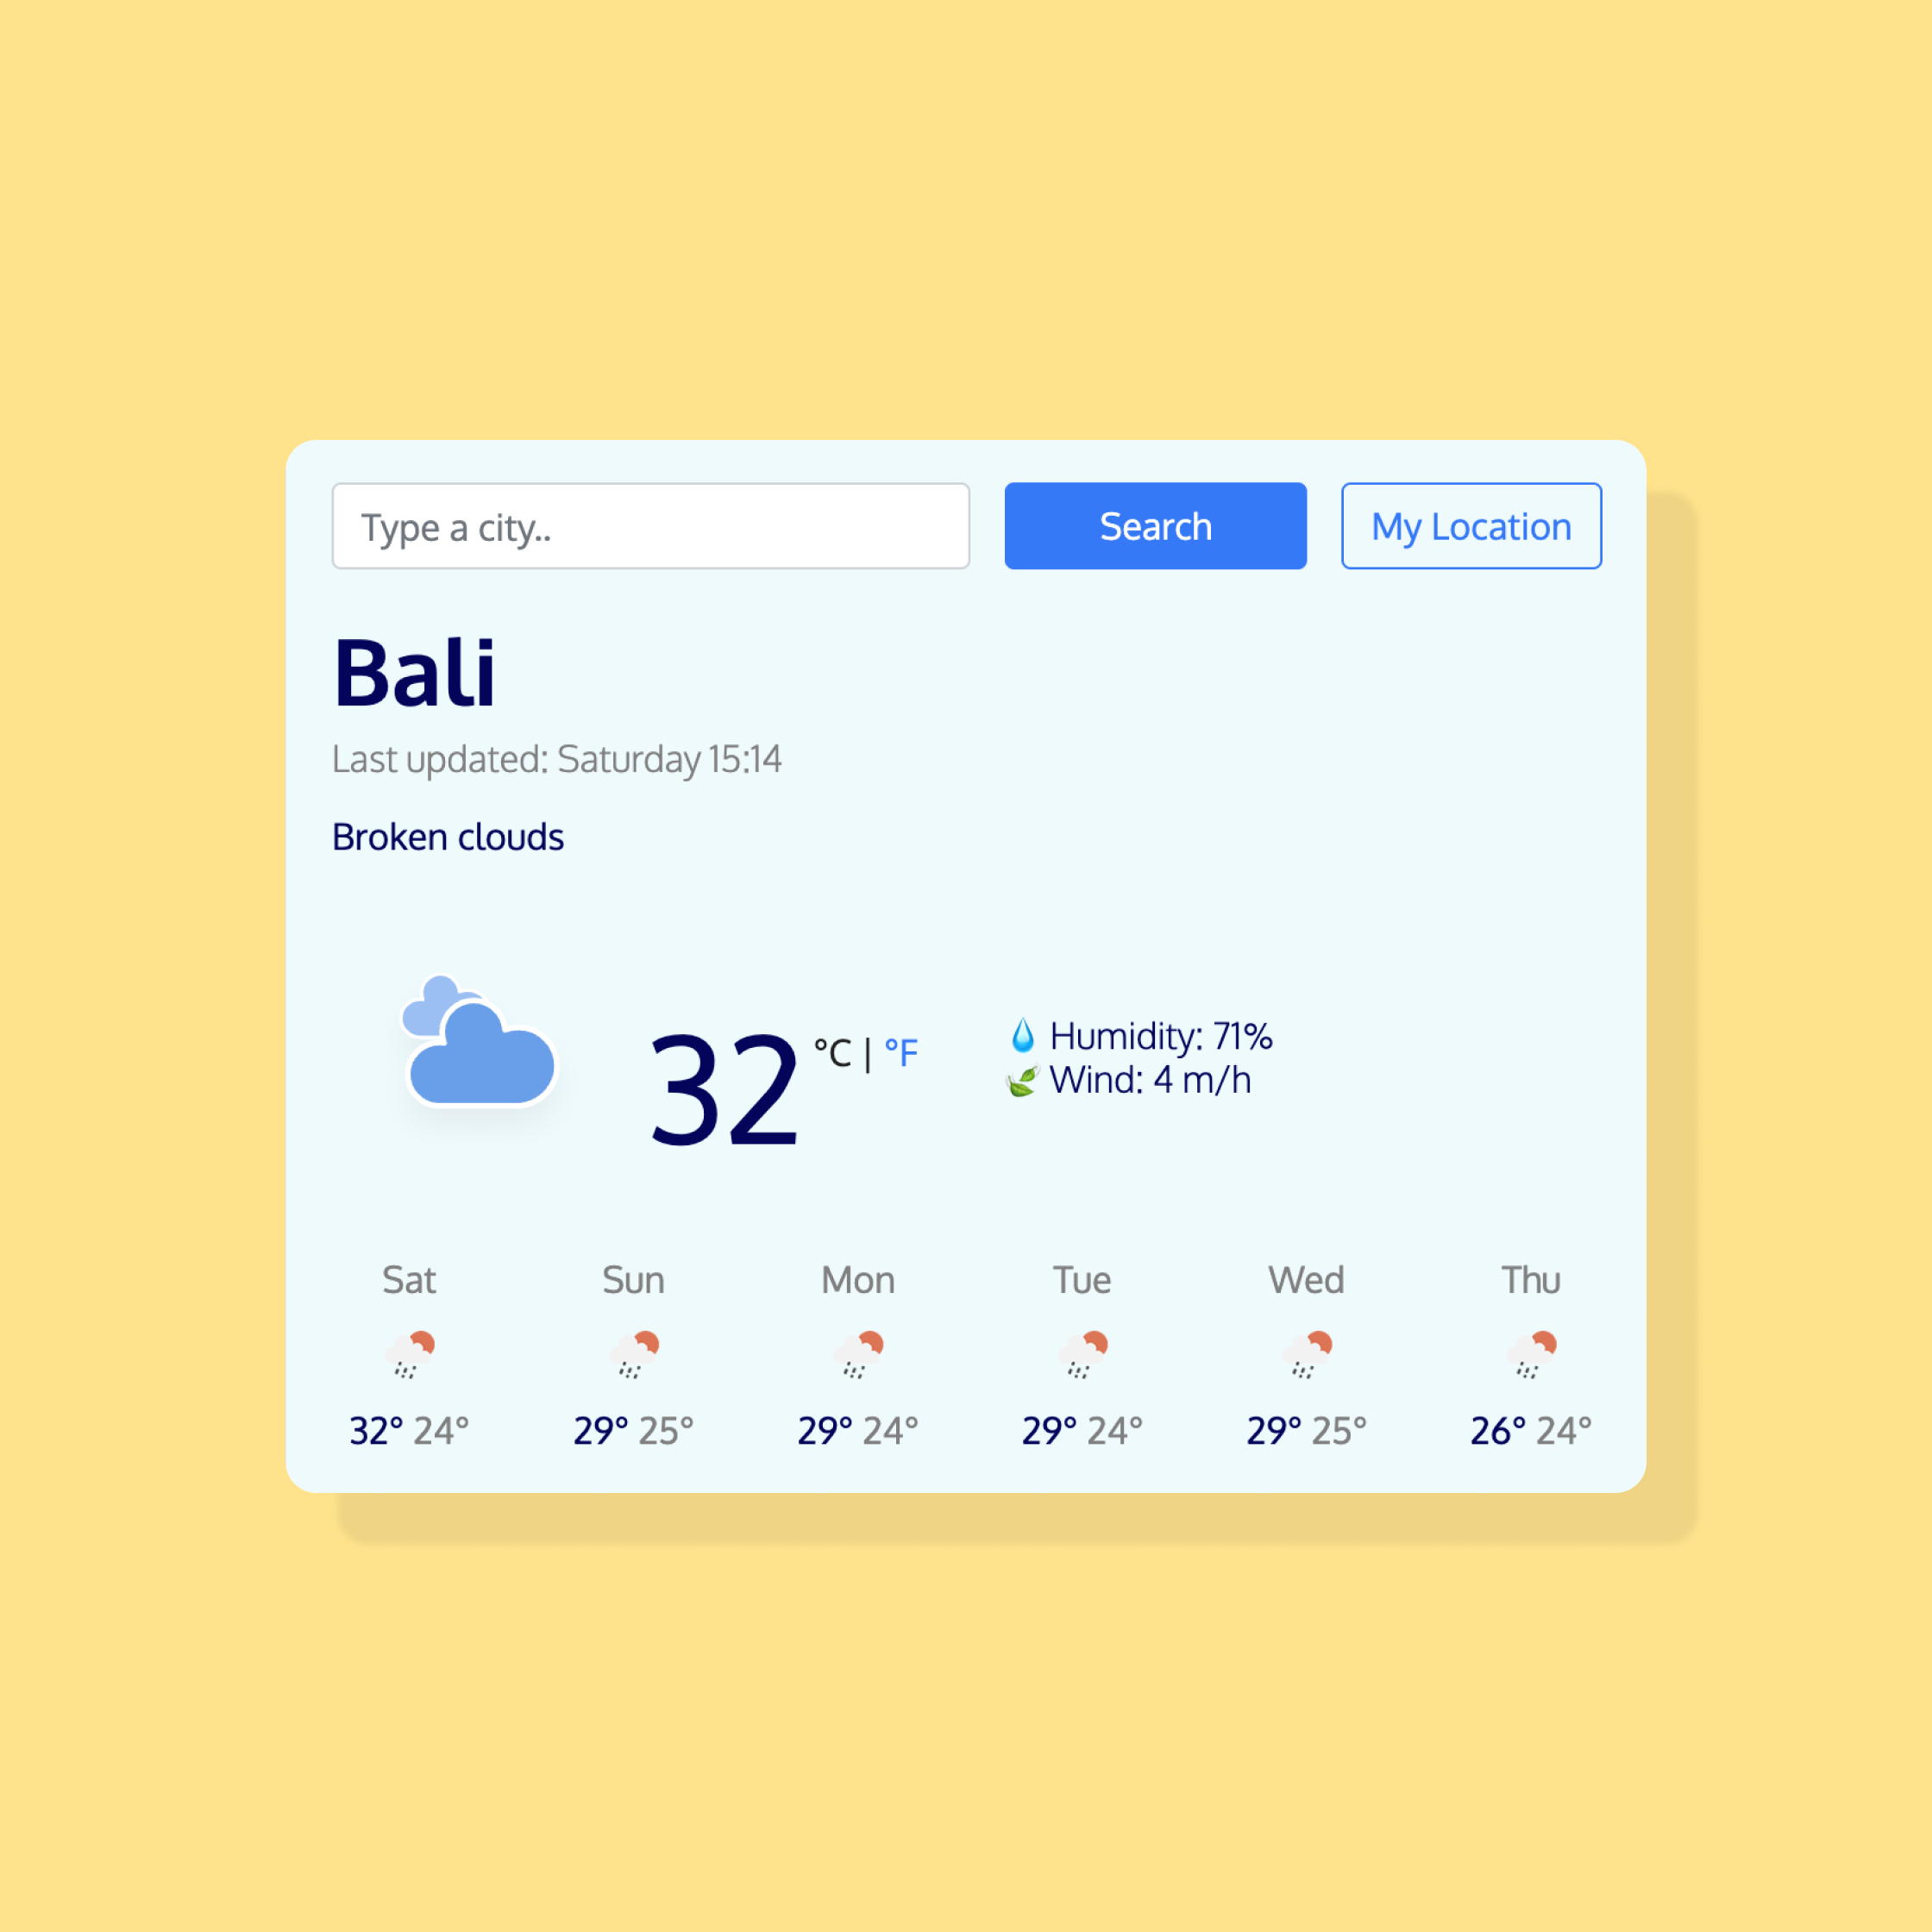 Type a city..
Search
My Location
Bali
Last updated: Saturday 15:14
Broken clouds
32 °C | °F
Humidity: 71%
Wind: 4 m/h
Sat Sun Mon Tue Wed Thu
32° 24° 29° 25° 29° 24° 29° 24° 29° 25° 26° 24°